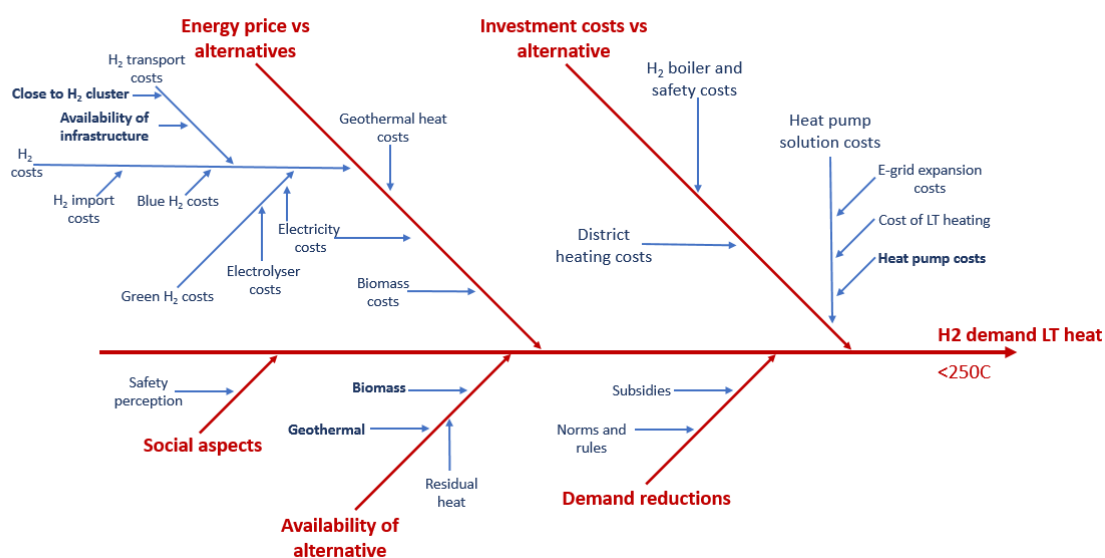 Energy price vs
alternatives
Investment costs vs
alternative
H₂ transport
costs
Close to H₂ cluster
Availability of
infrastructure
H₂
costs
H₂ import
costs
Blue H₂ costs
Green H₂ costs
Electrolyser
costs
Electricity
costs
Geothermal heat
costs
Biomass
costs
H₂ boiler and
safety costs
District
heating costs
Heat pump
solution costs
E-grid expansion
costs
Cost of LT heating
Heat pump costs
H2 demand LT heat
<250C
Safety
perception
Social aspects
Biomass
Geothermal
Residual
heat
Availability of
alternative
Subsidies
Norms and
rules
Demand reductions